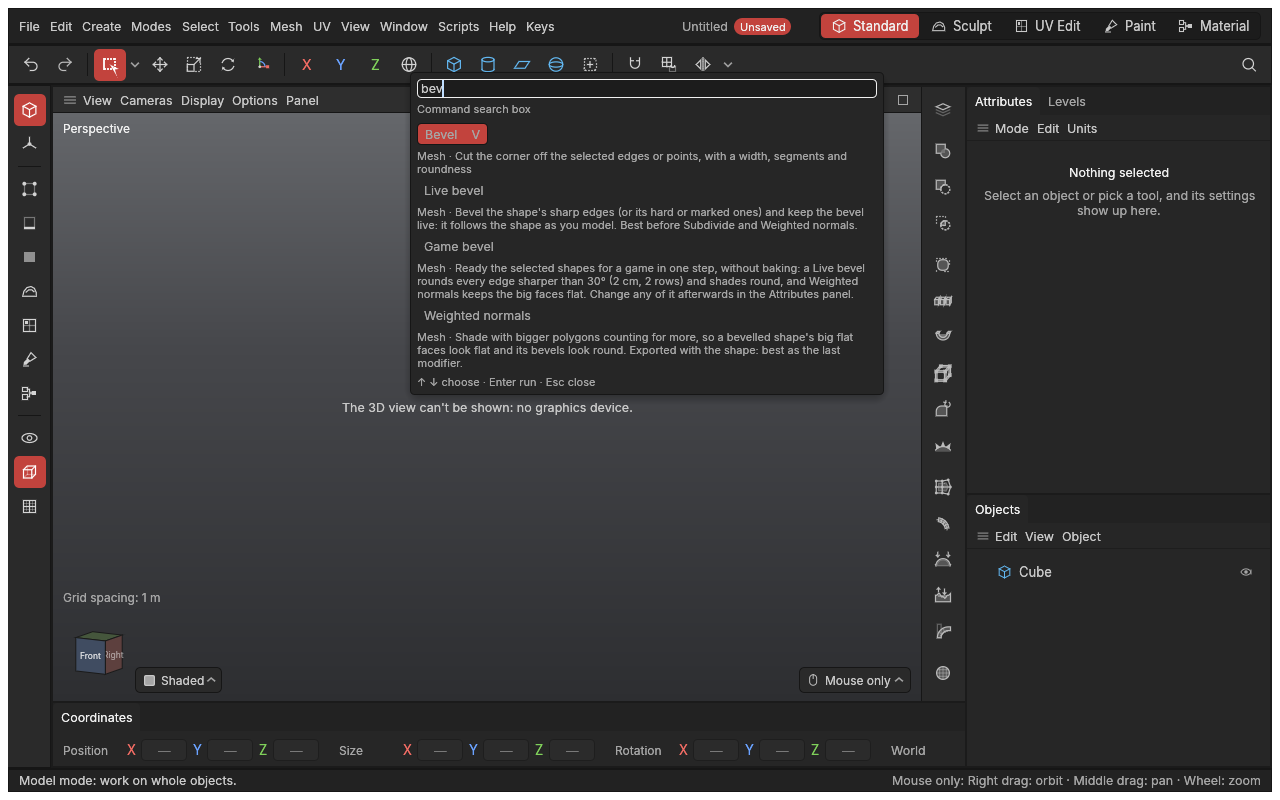 File Edit Create Modes Select Tools Mesh UV View Window Scripts Help Keys Untitled Unsaved Standard Sculpt UV Edit Paint Material
X Y Z
bev
Command search box
Bevel V
Mesh · Cut the corner off the selected edges or points, with a width, segments and
roundness
Live bevel
Mesh · Bevel the shape's sharp edges (or its hard or marked ones) and keep the bevel
live: it follows the shape as you model. Best before Subdivide and Weighted normals.
Game bevel
Mesh · Ready the selected shapes for a game in one step, without baking: a Live bevel
rounds every edge sharper than 30° (2 cm, 2 rows) and shades round, and Weighted
normals keeps the big faces flat. Change any of it afterwards in the Attributes panel.
Weighted normals
Mesh · Shade with bigger polygons counting for more, so a bevelled shape's big flat
faces look flat and its bevels look round. Exported with the shape: best as the last
modifier.
↑ ↓ choose · Enter run · Esc close
View Cameras Display Options Panel
Perspective
The 3D view can't be shown: no graphics device.
Grid spacing: 1 m
Front Right
Shaded
Mouse only
Attributes Levels
Mode Edit Units
Nothing selected
Select an object or pick a tool, and its settings
show up here.
Objects
Edit View Object
Cube
Coordinates
Position X — Y — Z — Size X — Y — Z — Rotation X — Y — Z — World
Model mode: work on whole objects.
Mouse only: Right drag: orbit · Middle drag: pan · Wheel: zoom